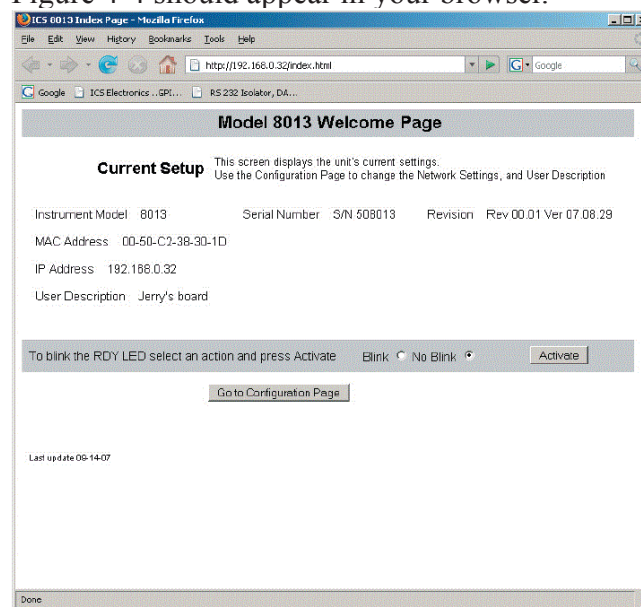 Figure 4-4 should appear in your browser.
ICS 8013 Index Page - Mozilla Firefox
File Edit View History Bookmarks Tools Help
http://192.168.0.32/index.html
Google
Google ICS Electronics ..GPI... RS 232 Isolator, DA...
Model 8013 Welcome Page
Current Setup
This screen displays the unit's current settings.
Use the Configuration Page to change the Network Settings, and User Description
Instrument Model 8013 Serial Number S/N 508013 Revision Rev 00.01 Ver 07.08.29
MAC Address 00-50-C2-38-30-1D
IP Address 192.168.0.32
User Description Jerry's board
To blink the RDY LED select an action and press Activate Blink No Blink Activate
Go to Configuration Page
Last update 09-14-07
Done